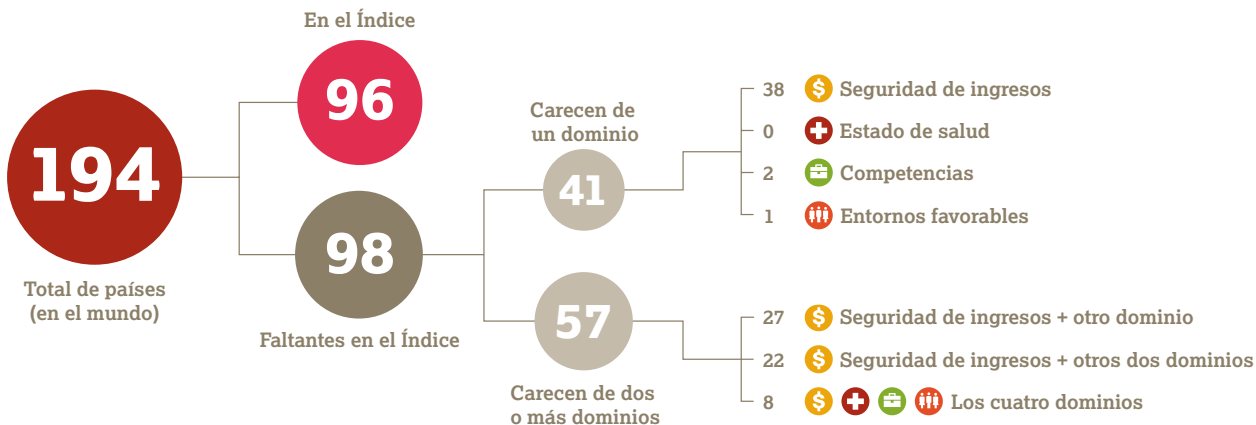 En el Índice
96
194
Total de países
(en el mundo)
98
Faltantes en el Índice
Carecen de
un dominio
41
38 $ Seguridad de ingresos
0 Estado de salud
2 Competencias
1 Entornos favorables
57
Carecen de dos
o más dominios
27 $ Seguridad de ingresos + otro dominio
22 $ Seguridad de ingresos + otros dos dominios
8 $ Los cuatro dominios